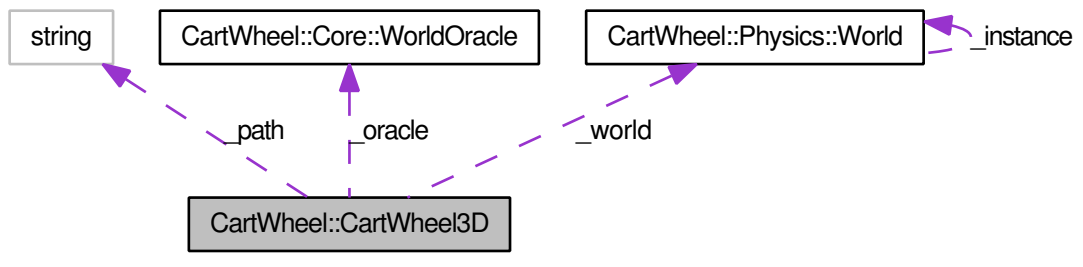 string
CartWheel::Core::WorldOracle
CartWheel::Physics::World
_instance
_path
_oracle
_world
CartWheel::CartWheel3D